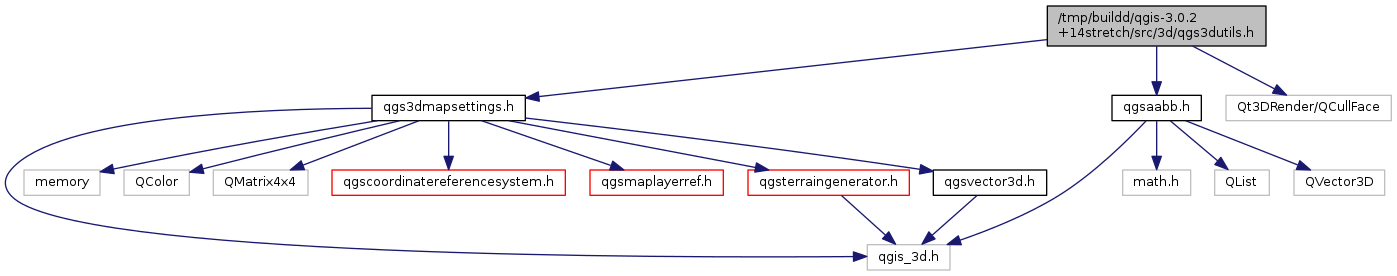 /tmp/buildd/qgis-3.0.2
+14stretch/src/3d/qgs3dutils.h
qgs3dmapsettings.h
qgsaabb.h
Qt3DRender/QCullFace
memory
QColor
QMatrix4x4
qgscoordinatereferencesystem.h
qgsmaplayerref.h
qgsterraingenerator.h
qgsvector3d.h
math.h
QList
QVector3D
qgis_3d.h